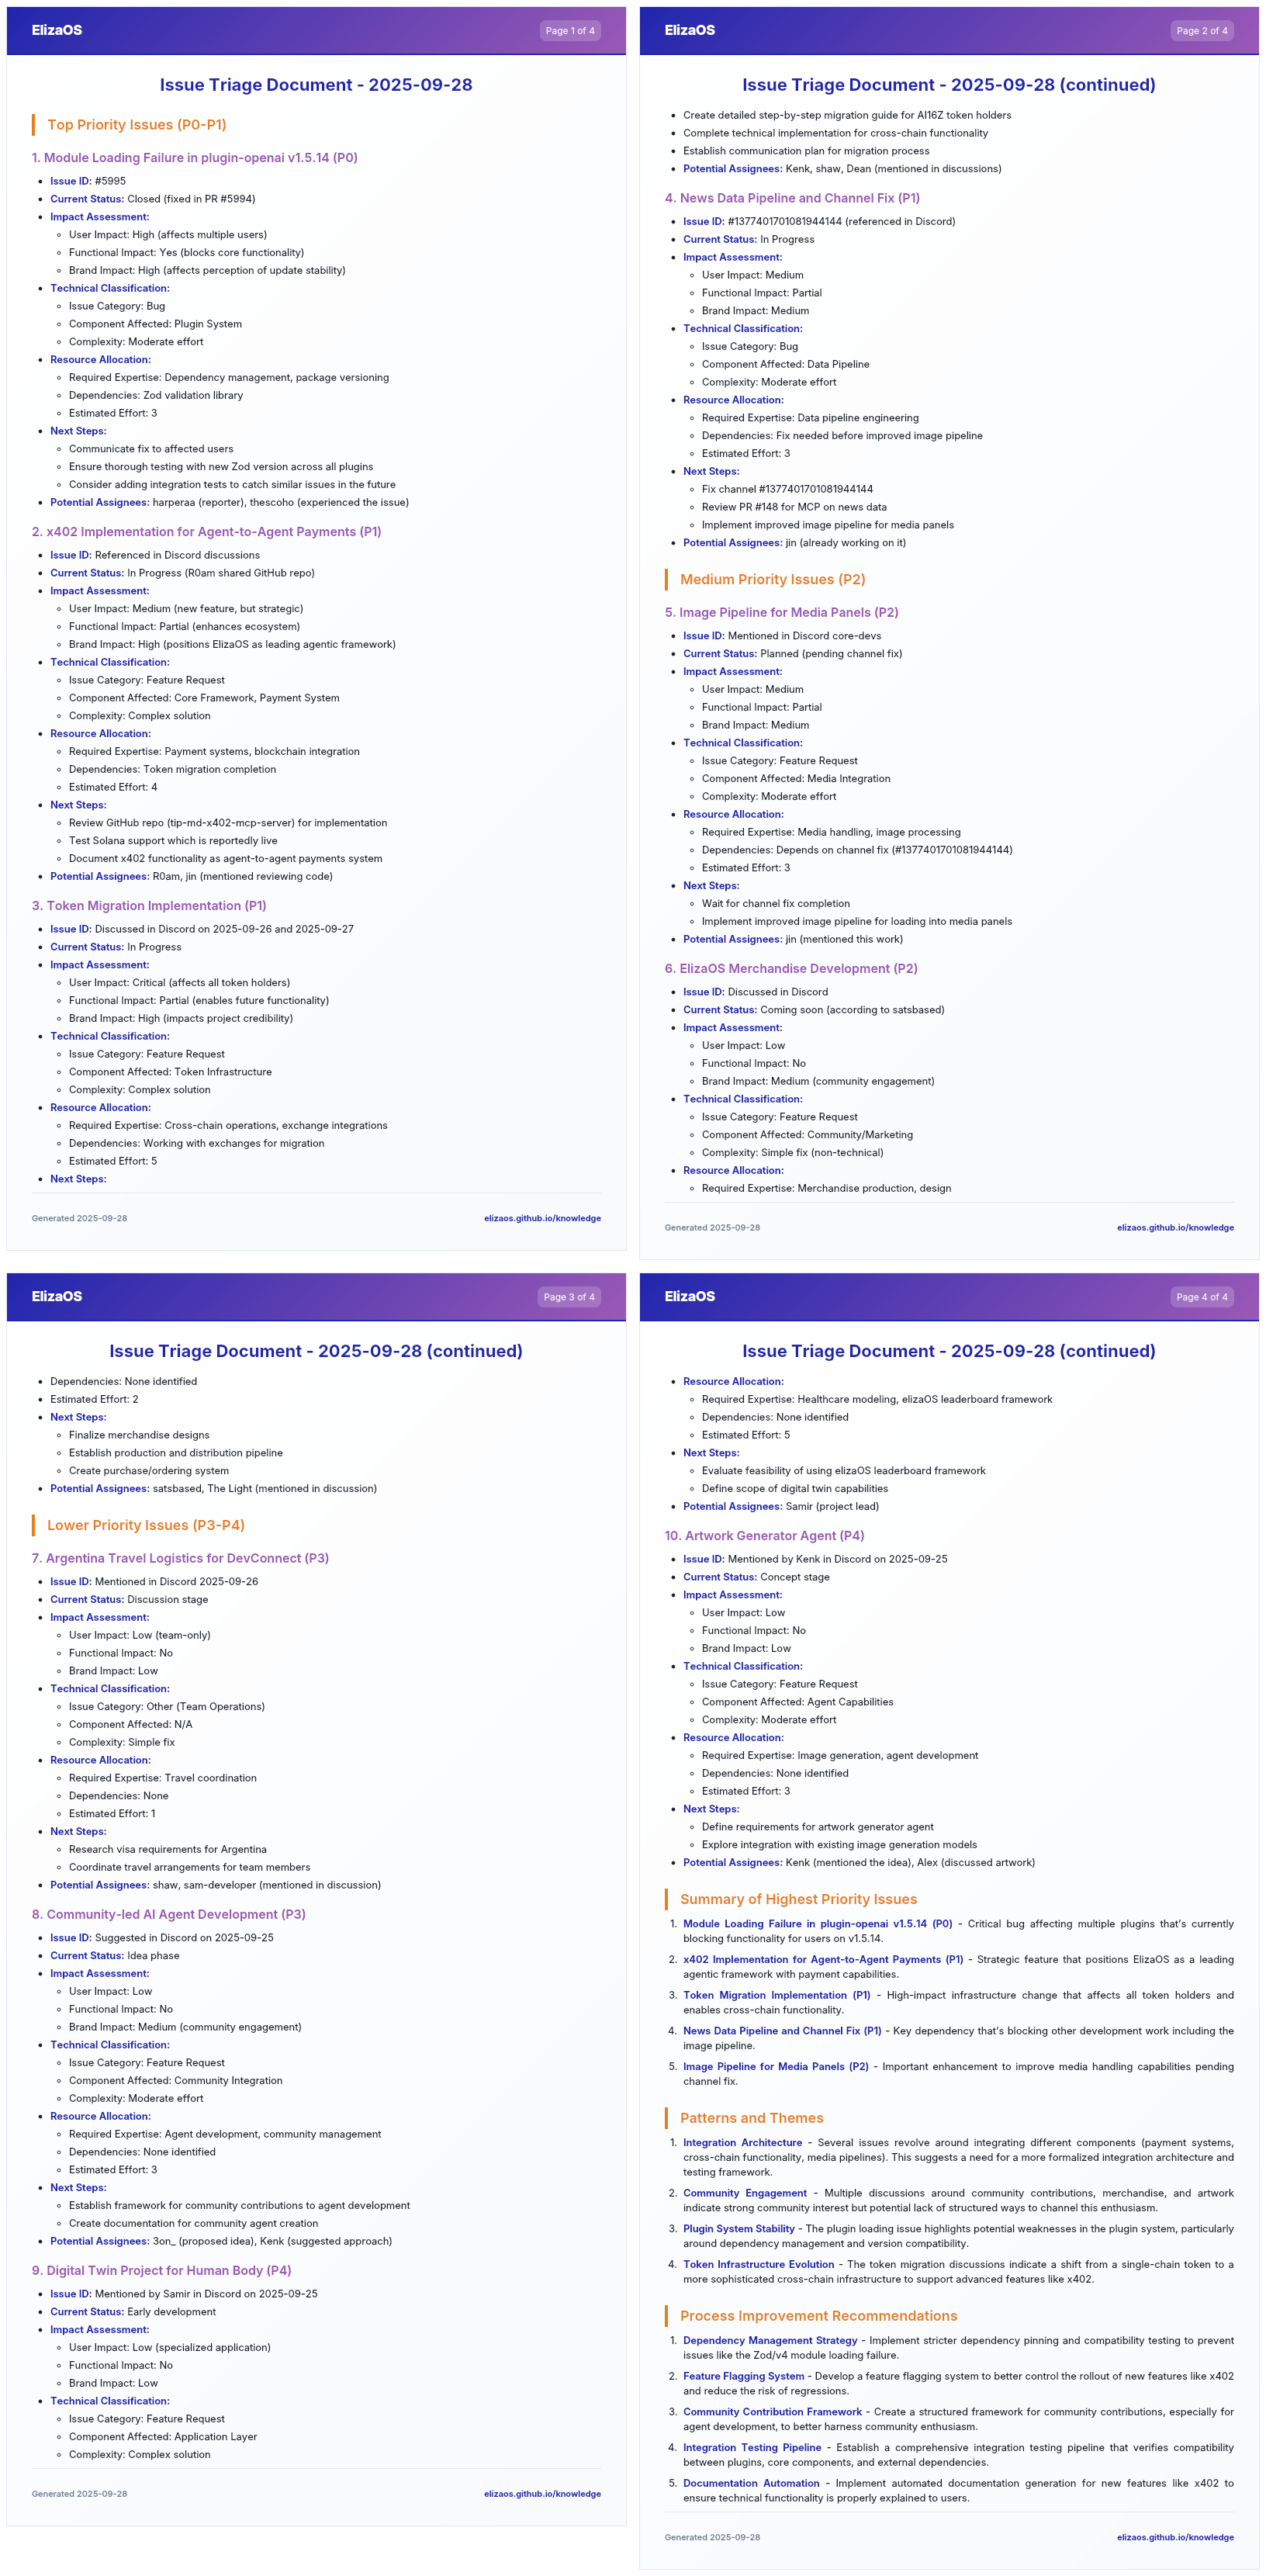 ElizaOS
Page 1 of 4
Issue Triage Document - 2025-09-28
Top Priority Issues (P0-P1)
1. Module Loading Failure in plugin-openai v1.5.14 (P0)
• Issue ID: #5995
• Current Status: Closed (fixed in PR #5994)
• Impact Assessment:
◦ User Impact: High (affects multiple users)
◦ Functional Impact: Yes (blocks core functionality)
◦ Brand Impact: High (affects perception of update stability)
• Technical Classification:
◦ Issue Category: Bug
◦ Component Affected: Plugin System
◦ Complexity: Moderate effort
• Resource Allocation:
◦ Required Expertise: Dependency management, package versioning
◦ Dependencies: Zod validation library
◦ Estimated Effort: 3
• Next Steps:
◦ Communicate fix to affected users
◦ Ensure thorough testing with new Zod version across all plugins
◦ Consider adding integration tests to catch similar issues in the future
• Potential Assignees: harperaa (reporter), thescoho (experienced the issue)
2. x402 Implementation for Agent-to-Agent Payments (P1)
• Issue ID: Referenced in Discord discussions
• Current Status: In Progress (R0am shared GitHub repo)
• Impact Assessment:
◦ User Impact: Medium (new feature, but strategic)
◦ Functional Impact: Partial (enhances ecosystem)
◦ Brand Impact: High (positions ElizaOS as leading agentic framework)
• Technical Classification:
◦ Issue Category: Feature Request
◦ Component Affected: Core Framework, Payment System
◦ Complexity: Complex solution
• Resource Allocation:
◦ Required Expertise: Payment systems, blockchain integration
◦ Dependencies: Token migration completion
◦ Estimated Effort: 4
• Next Steps:
◦ Review GitHub repo (tip-md-x402-mcp-server) for implementation
◦ Test Solana support which is reportedly live
◦ Document x402 functionality as agent-to-agent payments system
• Potential Assignees: R0am, jin (mentioned reviewing code)
3. Token Migration Implementation (P1)
• Issue ID: Discussed in Discord on 2025-09-26 and 2025-09-27
• Current Status: In Progress
• Impact Assessment:
◦ User Impact: Critical (affects all token holders)
◦ Functional Impact: Partial (enables future functionality)
◦ Brand Impact: High (impacts project credibility)
• Technical Classification:
◦ Issue Category: Feature Request
◦ Component Affected: Token Infrastructure
◦ Complexity: Complex solution
• Resource Allocation:
◦ Required Expertise: Cross-chain operations, exchange integrations
◦ Dependencies: Working with exchanges for migration
◦ Estimated Effort: 5
• Next Steps:
Generated 2025-09-28
elizaos.github.io/knowledge
ElizaOS
Page 2 of 4
Issue Triage Document - 2025-09-28 (continued)
• Create detailed step-by-step migration guide for AI16Z token holders
• Complete technical implementation for cross-chain functionality
• Establish communication plan for migration process
• Potential Assignees: Kenk, shaw, Dean (mentioned in discussions)
4. News Data Pipeline and Channel Fix (P1)
• Issue ID: #1377401701081944144 (referenced in Discord)
• Current Status: In Progress
• Impact Assessment:
◦ User Impact: Medium
◦ Functional Impact: Partial
◦ Brand Impact: Medium
• Technical Classification:
◦ Issue Category: Bug
◦ Component Affected: Data Pipeline
◦ Complexity: Moderate effort
• Resource Allocation:
◦ Required Expertise: Data pipeline engineering
◦ Dependencies: Fix needed before improved image pipeline
◦ Estimated Effort: 3
• Next Steps:
◦ Fix channel #1377401701081944144
◦ Review PR #148 for MCP on news data
◦ Implement improved image pipeline for media panels
• Potential Assignees: jin (already working on it)
Medium Priority Issues (P2)
5. Image Pipeline for Media Panels (P2)
• Issue ID: Mentioned in Discord core-devs
• Current Status: Planned (pending channel fix)
• Impact Assessment:
◦ User Impact: Medium
◦ Functional Impact: Partial
◦ Brand Impact: Medium
• Technical Classification:
◦ Issue Category: Feature Request
◦ Component Affected: Media Integration
◦ Complexity: Moderate effort
• Resource Allocation:
◦ Required Expertise: Media handling, image processing
◦ Dependencies: Depends on channel fix (#1377401701081944144)
◦ Estimated Effort: 3
• Next Steps:
◦ Wait for channel fix completion
◦ Implement improved image pipeline for loading into media panels
• Potential Assignees: jin (mentioned this work)
6. ElizaOS Merchandise Development (P2)
• Issue ID: Discussed in Discord
• Current Status: Coming soon (according to satsbased)
• Impact Assessment:
◦ User Impact: Low
◦ Functional Impact: No
◦ Brand Impact: Medium (community engagement)
• Technical Classification:
◦ Issue Category: Feature Request
◦ Component Affected: Community/Marketing
◦ Complexity: Simple fix (non-technical)
• Resource Allocation:
◦ Required Expertise: Merchandise production, design
Generated 2025-09-28
elizaos.github.io/knowledge
ElizaOS
Page 3 of 4
Issue Triage Document - 2025-09-28 (continued)
• Dependencies: None identified
• Estimated Effort: 2
• Next Steps:
◦ Finalize merchandise designs
◦ Establish production and distribution pipeline
◦ Create purchase/ordering system
• Potential Assignees: satsbased, The Light (mentioned in discussion)
Lower Priority Issues (P3-P4)
7. Argentina Travel Logistics for DevConnect (P3)
• Issue ID: Mentioned in Discord 2025-09-26
• Current Status: Discussion stage
• Impact Assessment:
◦ User Impact: Low (team-only)
◦ Functional Impact: No
◦ Brand Impact: Low
• Technical Classification:
◦ Issue Category: Other (Team Operations)
◦ Component Affected: N/A
◦ Complexity: Simple fix
• Resource Allocation:
◦ Required Expertise: Travel coordination
◦ Dependencies: None
◦ Estimated Effort: 1
• Next Steps:
◦ Research visa requirements for Argentina
◦ Coordinate travel arrangements for team members
• Potential Assignees: shaw, sam-developer (mentioned in discussion)
8. Community-led AI Agent Development (P3)
• Issue ID: Suggested in Discord on 2025-09-25
• Current Status: Idea phase
• Impact Assessment:
◦ User Impact: Low
◦ Functional Impact: No
◦ Brand Impact: Medium (community engagement)
• Technical Classification:
◦ Issue Category: Feature Request
◦ Component Affected: Community Integration
◦ Complexity: Moderate effort
• Resource Allocation:
◦ Required Expertise: Agent development, community management
◦ Dependencies: None identified
◦ Estimated Effort: 3
• Next Steps:
◦ Establish framework for community contributions to agent development
◦ Create documentation for community agent creation
• Potential Assignees: 3on_ (proposed idea), Kenk (suggested approach)
9. Digital Twin Project for Human Body (P4)
• Issue ID: Mentioned by Samir in Discord on 2025-09-25
• Current Status: Early development
• Impact Assessment:
◦ User Impact: Low (specialized application)
◦ Functional Impact: No
◦ Brand Impact: Low
• Technical Classification:
◦ Issue Category: Feature Request
◦ Component Affected: Application Layer
◦ Complexity: Complex solution
Generated 2025-09-28
elizaos.github.io/knowledge
ElizaOS
Page 4 of 4
Issue Triage Document - 2025-09-28 (continued)
• Resource Allocation:
◦ Required Expertise: Healthcare modeling, elizaOS leaderboard framework
◦ Dependencies: None identified
◦ Estimated Effort: 5
• Next Steps:
◦ Evaluate feasibility of using elizaOS leaderboard framework
◦ Define scope of digital twin capabilities
• Potential Assignees: Samir (project lead)
10. Artwork Generator Agent (P4)
• Issue ID: Mentioned by Kenk in Discord on 2025-09-25
• Current Status: Concept stage
• Impact Assessment:
◦ User Impact: Low
◦ Functional Impact: No
◦ Brand Impact: Low
• Technical Classification:
◦ Issue Category: Feature Request
◦ Component Affected: Agent Capabilities
◦ Complexity: Moderate effort
• Resource Allocation:
◦ Required Expertise: Image generation, agent development
◦ Dependencies: None identified
◦ Estimated Effort: 3
• Next Steps:
◦ Define requirements for artwork generator agent
◦ Explore integration with existing image generation models
• Potential Assignees: Kenk (mentioned the idea), Alex (discussed artwork)
Summary of Highest Priority Issues
1. Module Loading Failure in plugin-openai v1.5.14 (P0) - Critical bug affecting multiple plugins that's currently
blocking functionality for users on v1.5.14.
2. x402 Implementation for Agent-to-Agent Payments (P1) - Strategic feature that positions ElizaOS as a leading
agentic framework with payment capabilities.
3. Token Migration Implementation (P1) - High-impact infrastructure change that affects all token holders and
enables cross-chain functionality.
4. News Data Pipeline and Channel Fix (P1) - Key dependency that's blocking other development work including the
image pipeline.
5. Image Pipeline for Media Panels (P2) - Important enhancement to improve media handling capabilities pending
channel fix.
Patterns and Themes
1. Integration Architecture - Several issues revolve around integrating different components (payment systems,
cross-chain functionality, media pipelines). This suggests a need for a more formalized integration architecture and
testing framework.
2. Community Engagement - Multiple discussions around community contributions, merchandise, and artwork
indicate strong community interest but potential lack of structured ways to channel this enthusiasm.
3. Plugin System Stability - The plugin loading issue highlights potential weaknesses in the plugin system, particularly
around dependency management and version compatibility.
4. Token Infrastructure Evolution - The token migration discussions indicate a shift from a single-chain token to a
more sophisticated cross-chain infrastructure to support advanced features like x402.
Process Improvement Recommendations
1. Dependency Management Strategy - Implement stricter dependency pinning and compatibility testing to prevent
issues like the Zod/v4 module loading failure.
2. Feature Flagging System - Develop a feature flagging system to better control the rollout of new features like x402
and reduce the risk of regressions.
3. Community Contribution Framework - Create a structured framework for community contributions, especially for
agent development, to better harness community enthusiasm.
4. Integration Testing Pipeline - Establish a comprehensive integration testing pipeline that verifies compatibility
between plugins, core components, and external dependencies.
5. Documentation Automation - Implement automated documentation generation for new features like x402 to
ensure technical functionality is properly explained to users.
Generated 2025-09-28
elizaos.github.io/knowledge